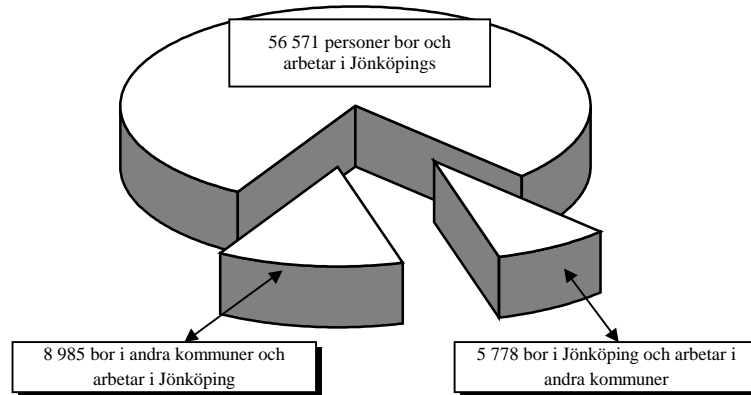 56 571 personer bor och
arbetar i Jönköpings
8 985 bor i andra kommuner och
arbetar i Jönköping
5 778 bor i Jönköping och arbetar i
andra kommuner